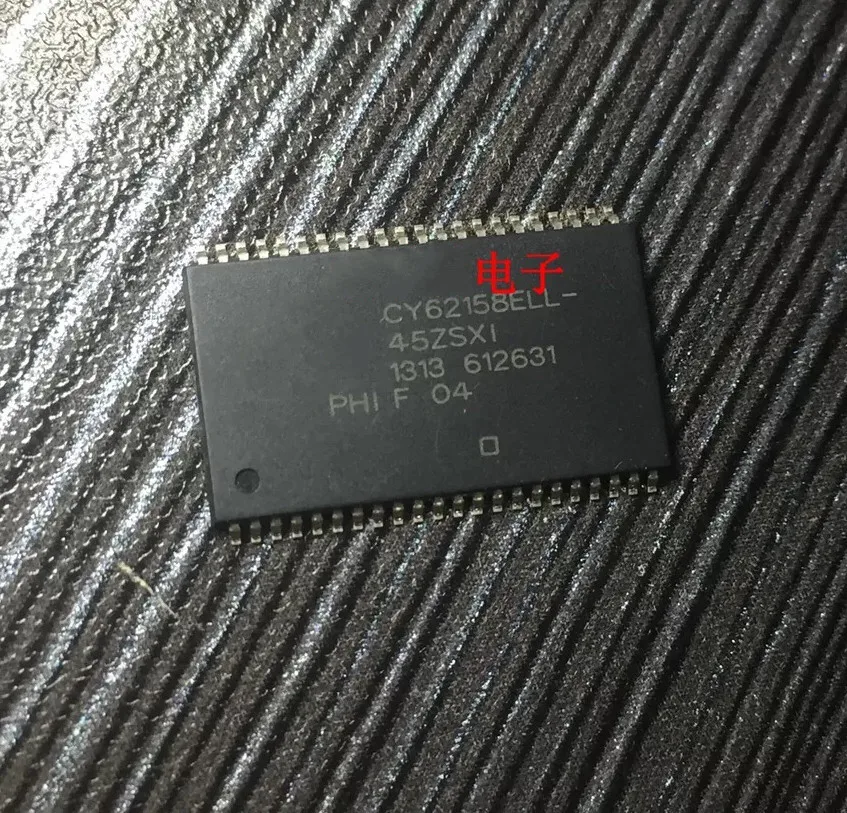 电子
CY62158ELL-
45ZSXI
1313 612631
PHI F 04